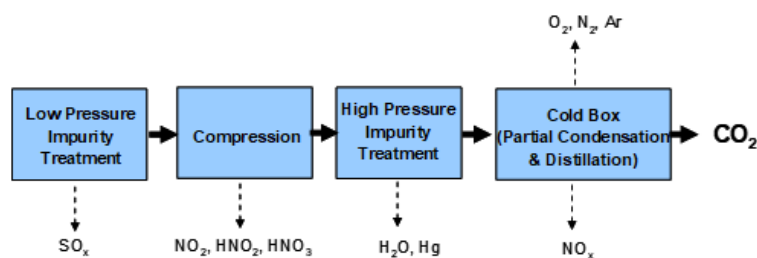 O₂, N₂, Ar
Low Pressure
Impurity
Treatment
Compression
High Pressure
Impurity
Treatment
Cold Box
(Partial Condensation
& Distillation)
CO₂
SOₓ
NO₂, HNO₂, HNO₃
H₂O, Hg
NOₓ